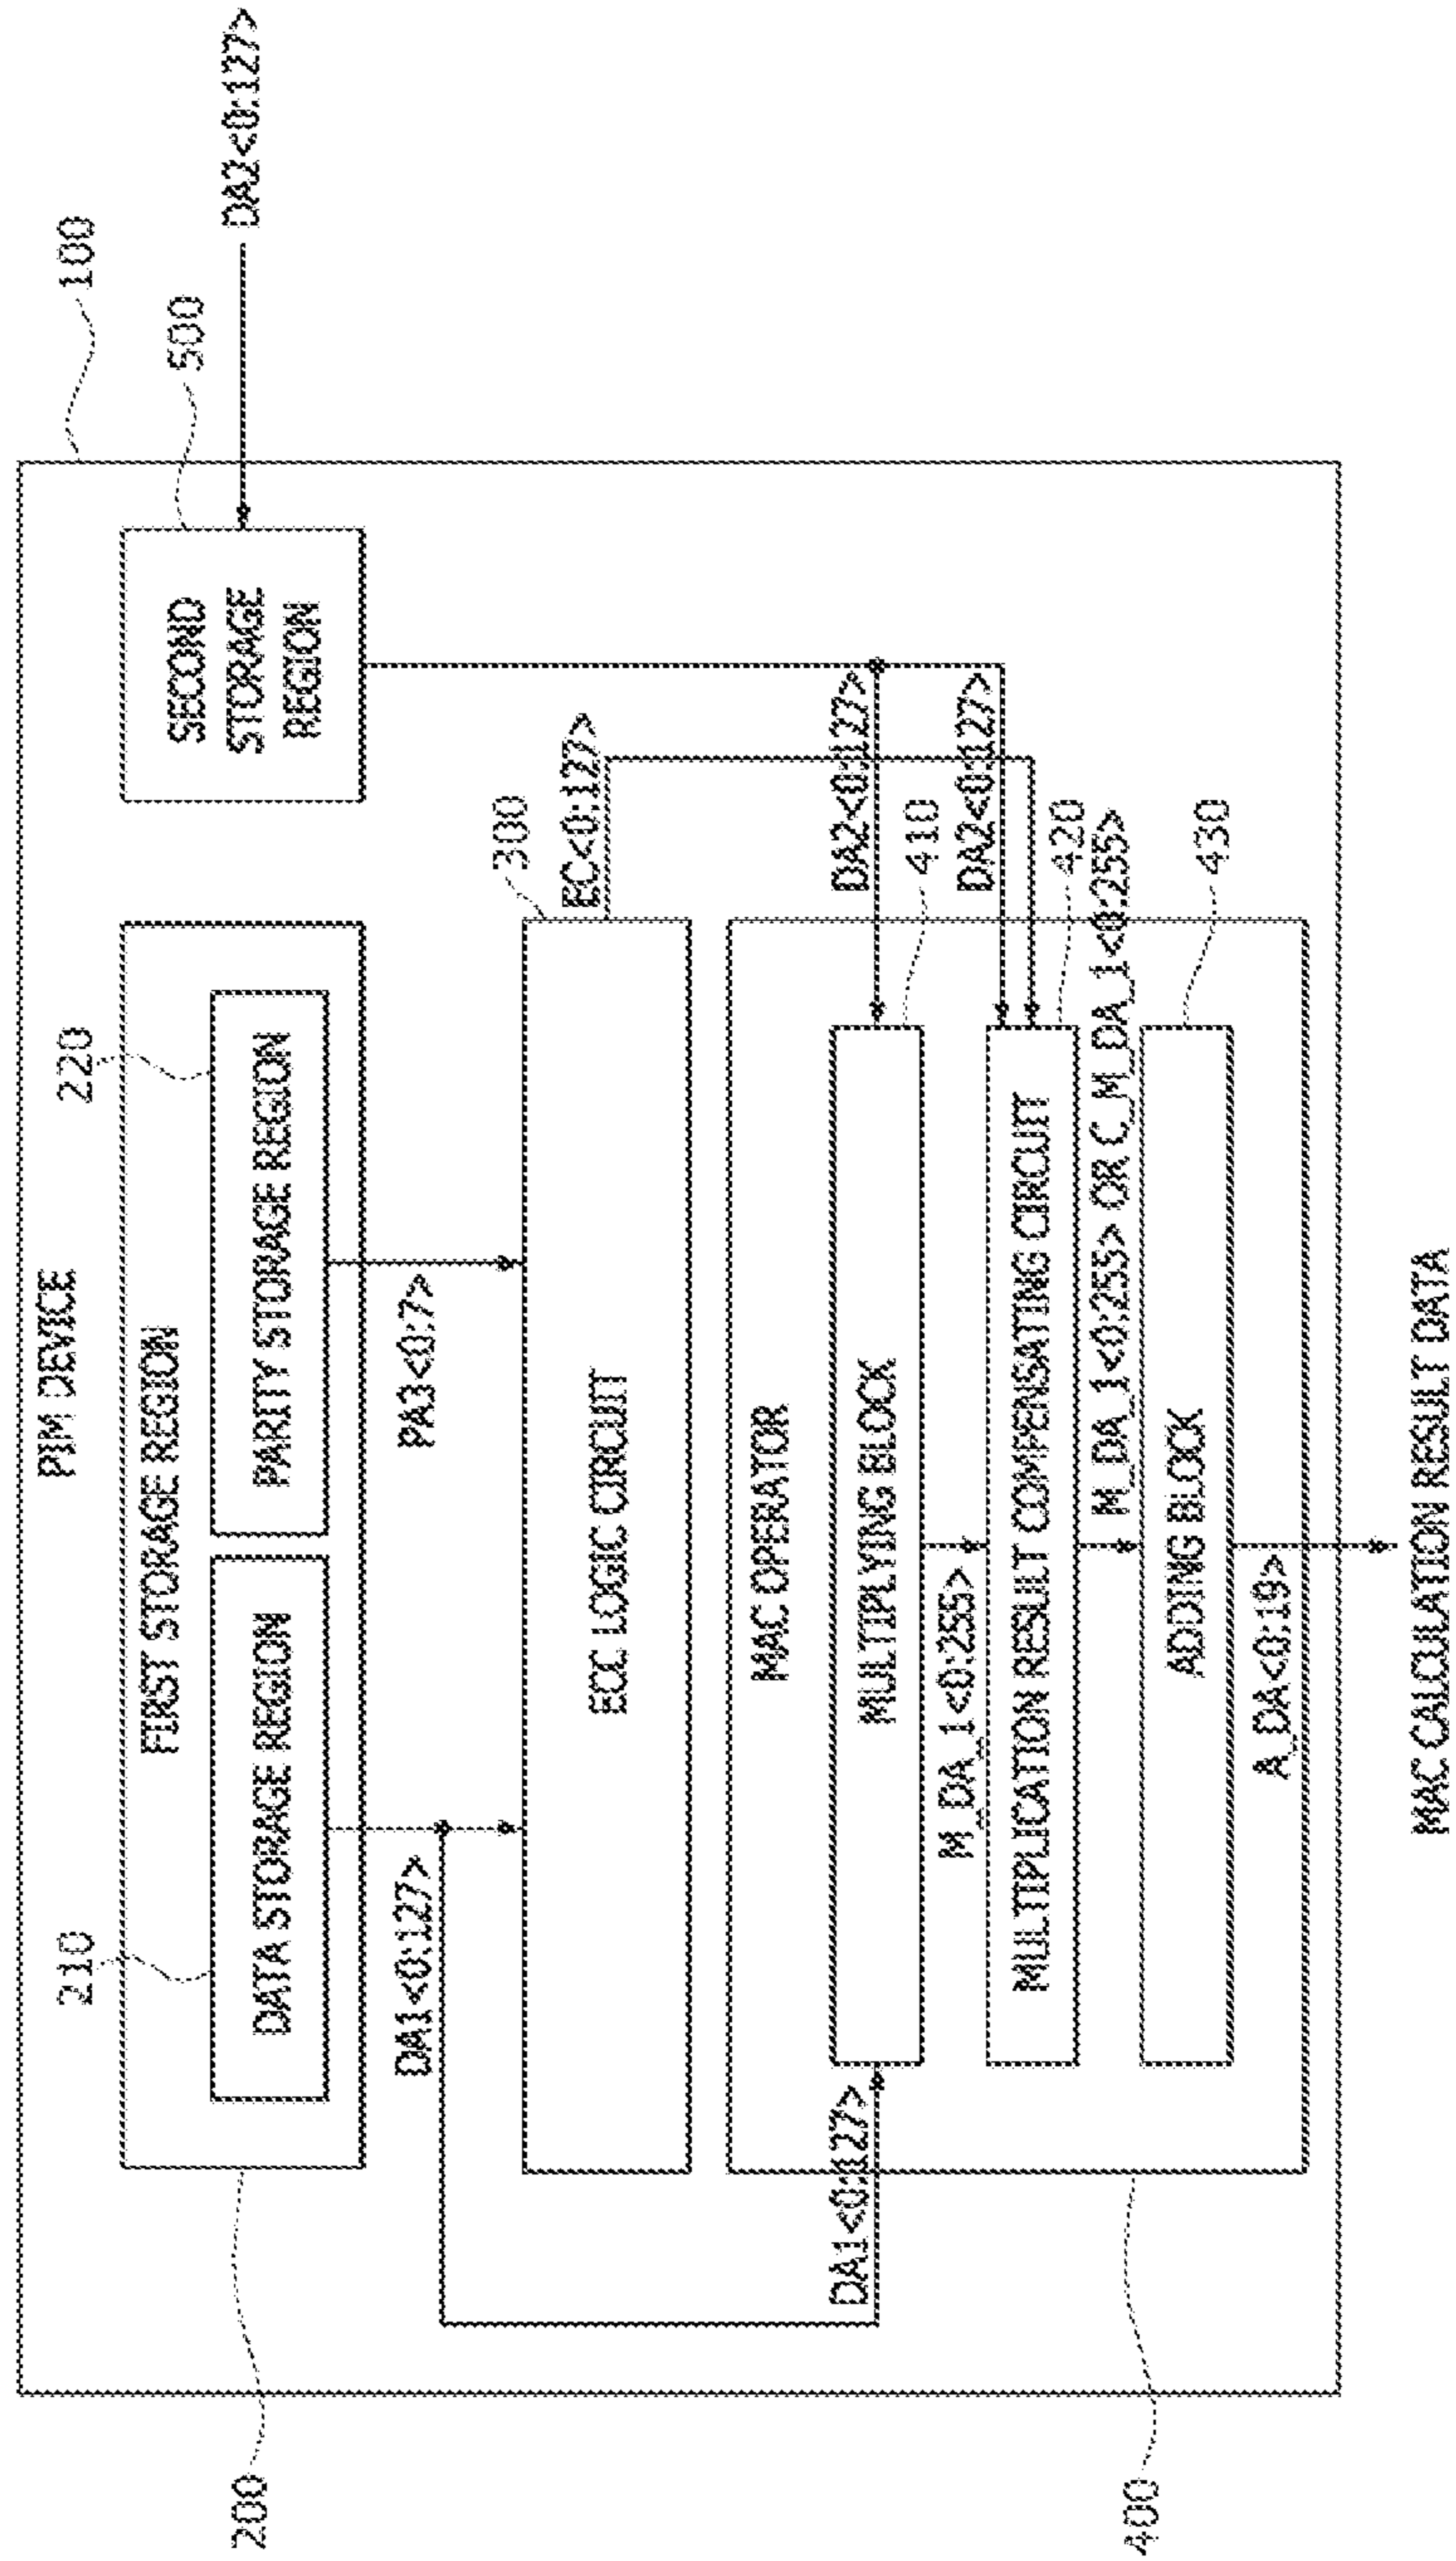 100
DA2<0:127>
PIM DEVICE
500
210
220
FIRST STORAGE REGION
DATA STORAGE REGION
PARITY STORAGE REGION
SECOND
STORAGE
REGION
200
DA1<0:127>
PA3<0:7>
300
EC<0:127>
ECC LOGIC CIRCUIT
MAC OPERATOR
DA1<0:127>
MULTIPLYING BLOCK
DA2<0:127>
410
M_DA_1<0:255>
DA2<0:127>
MULTIPLICATION RESULT COMPENSATING CIRCUIT
420
M_DA_1<0:255> OR C_M_DA_1<0:255>
ADDING BLOCK
430
400
A_DA<0:19>
MAC CALCULATION RESULT DATA